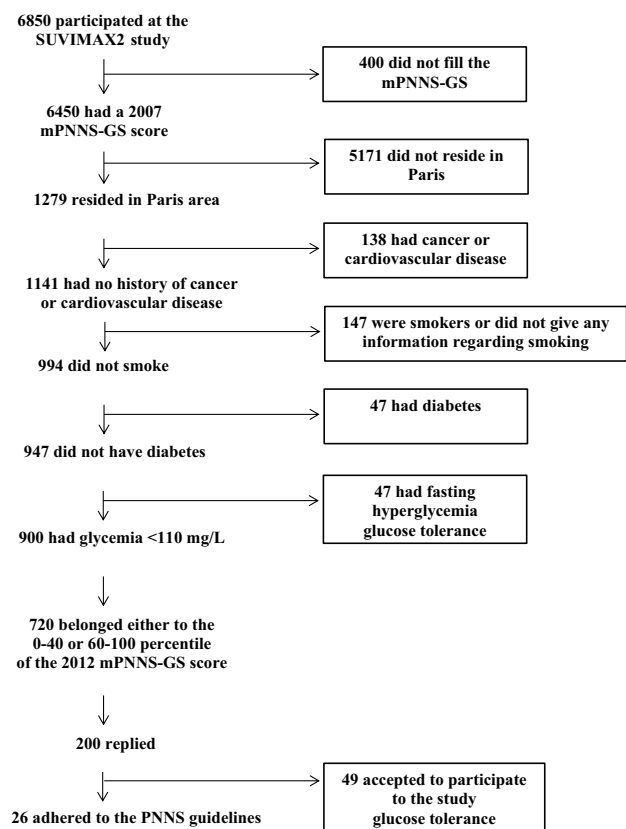 6850 participated at the
SUVIMAX2 study
400 did not fill the
mPNNS-GS
6450 had a 2007
mPNNS-GS score
5171 did not reside in
Paris
1279 resided in Paris area
138 had cancer or
cardiovascular disease
1141 had no history of cancer
or cardiovascular disease
147 were smokers or did not give any
information regarding smoking
994 did not smoke
47 had diabetes
947 did not have diabetes
47 had fasting
hyperglycemia
glucose tolerance
900 had glycemia <110 mg/L
720 belonged either to the
0-40 or 60-100 percentile
of the 2012 mPNNS-GS score
200 replied
49 accepted to participate
to the study
glucose tolerance
26 adhered to the PNNS guidelines